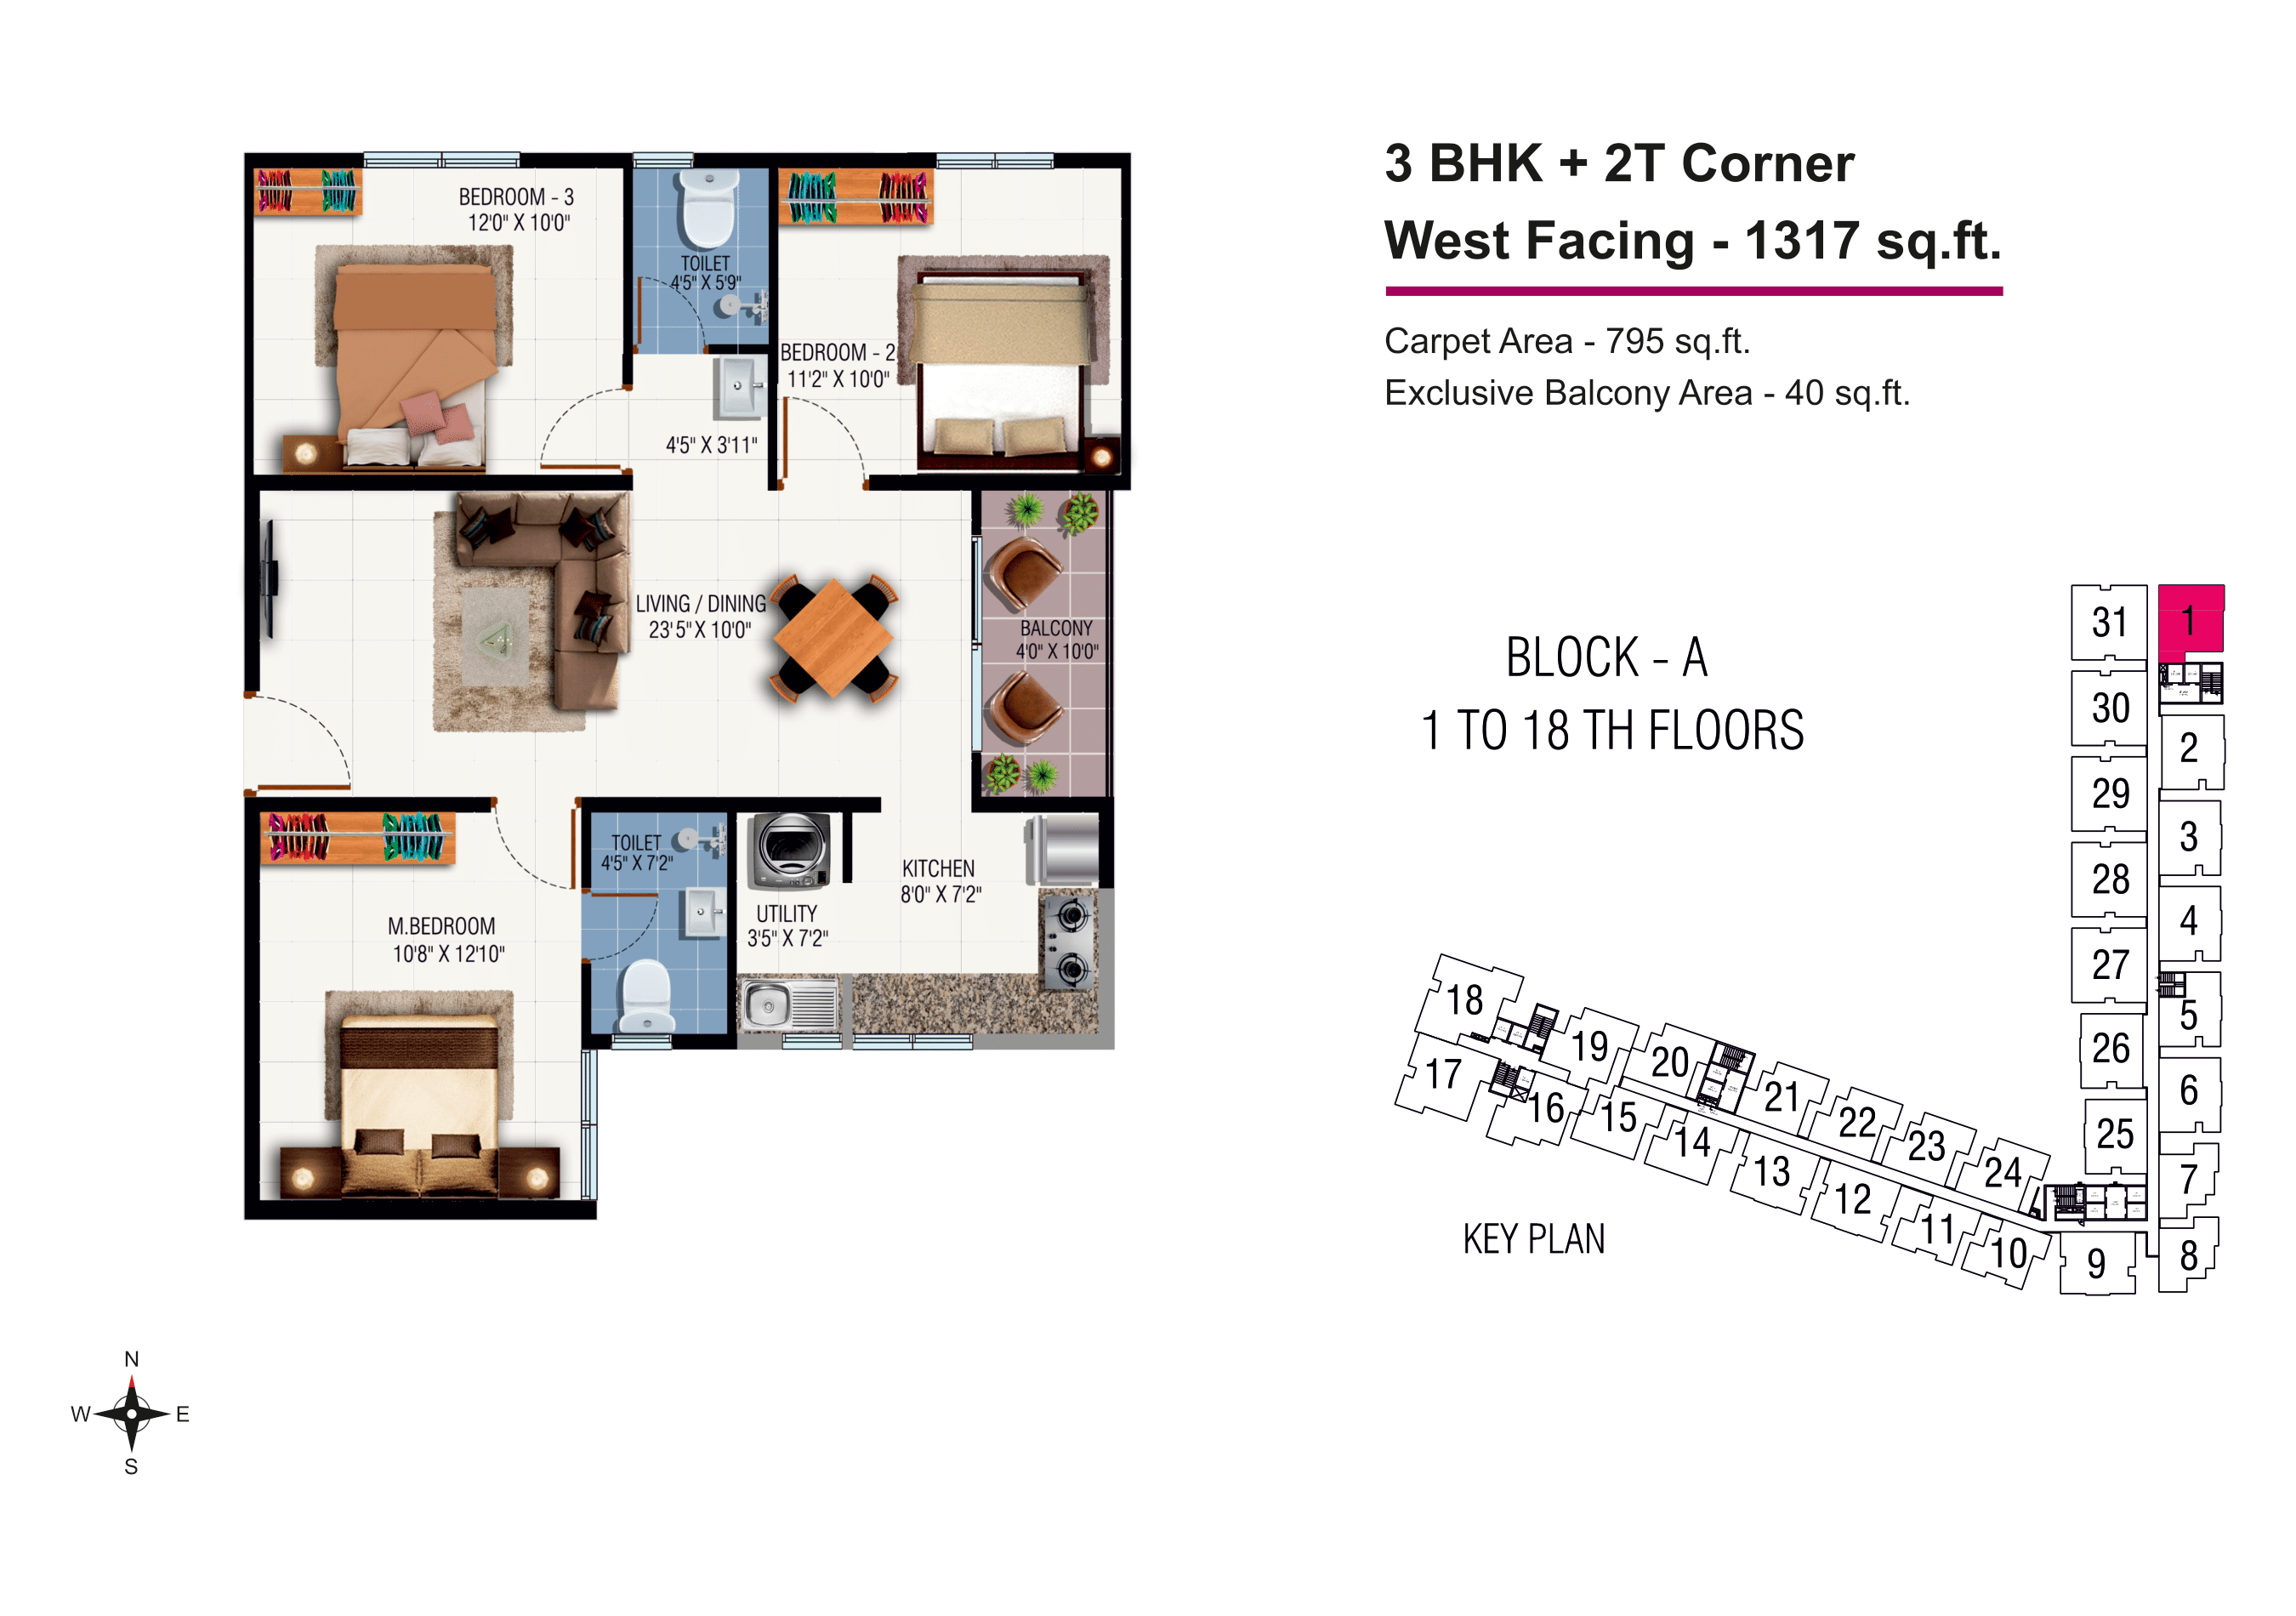 3 BHK + 2T Corner
West Facing - 1317 sq.ft.
Carpet Area - 795 sq.ft.
Exclusive Balcony Area - 40 sq.ft.
BEDROOM - 3
12'0" X 10'0"
TOILET
4'5" X 5'9"
BEDROOM - 2
11'2" X 10'0"
4'5" X 3'11"
LIVING / DINING
23'5" X 10'0"
BALCONY
4'0" X 10'0"
TOILET
4'5" X 7'2"
KITCHEN
8'0" X 7'2"
UTILITY
3'5" X 7'2"
M.BEDROOM
10'8" X 12'10"
BLOCK - A
1 TO 18 TH FLOORS
31
1
30
2
29
3
28
4
27
5
26
6
25
7
8
9
18
19
20
17
16
15
21
14
22
13
23
12
24
11
10
KEY PLAN
N
W
E
S